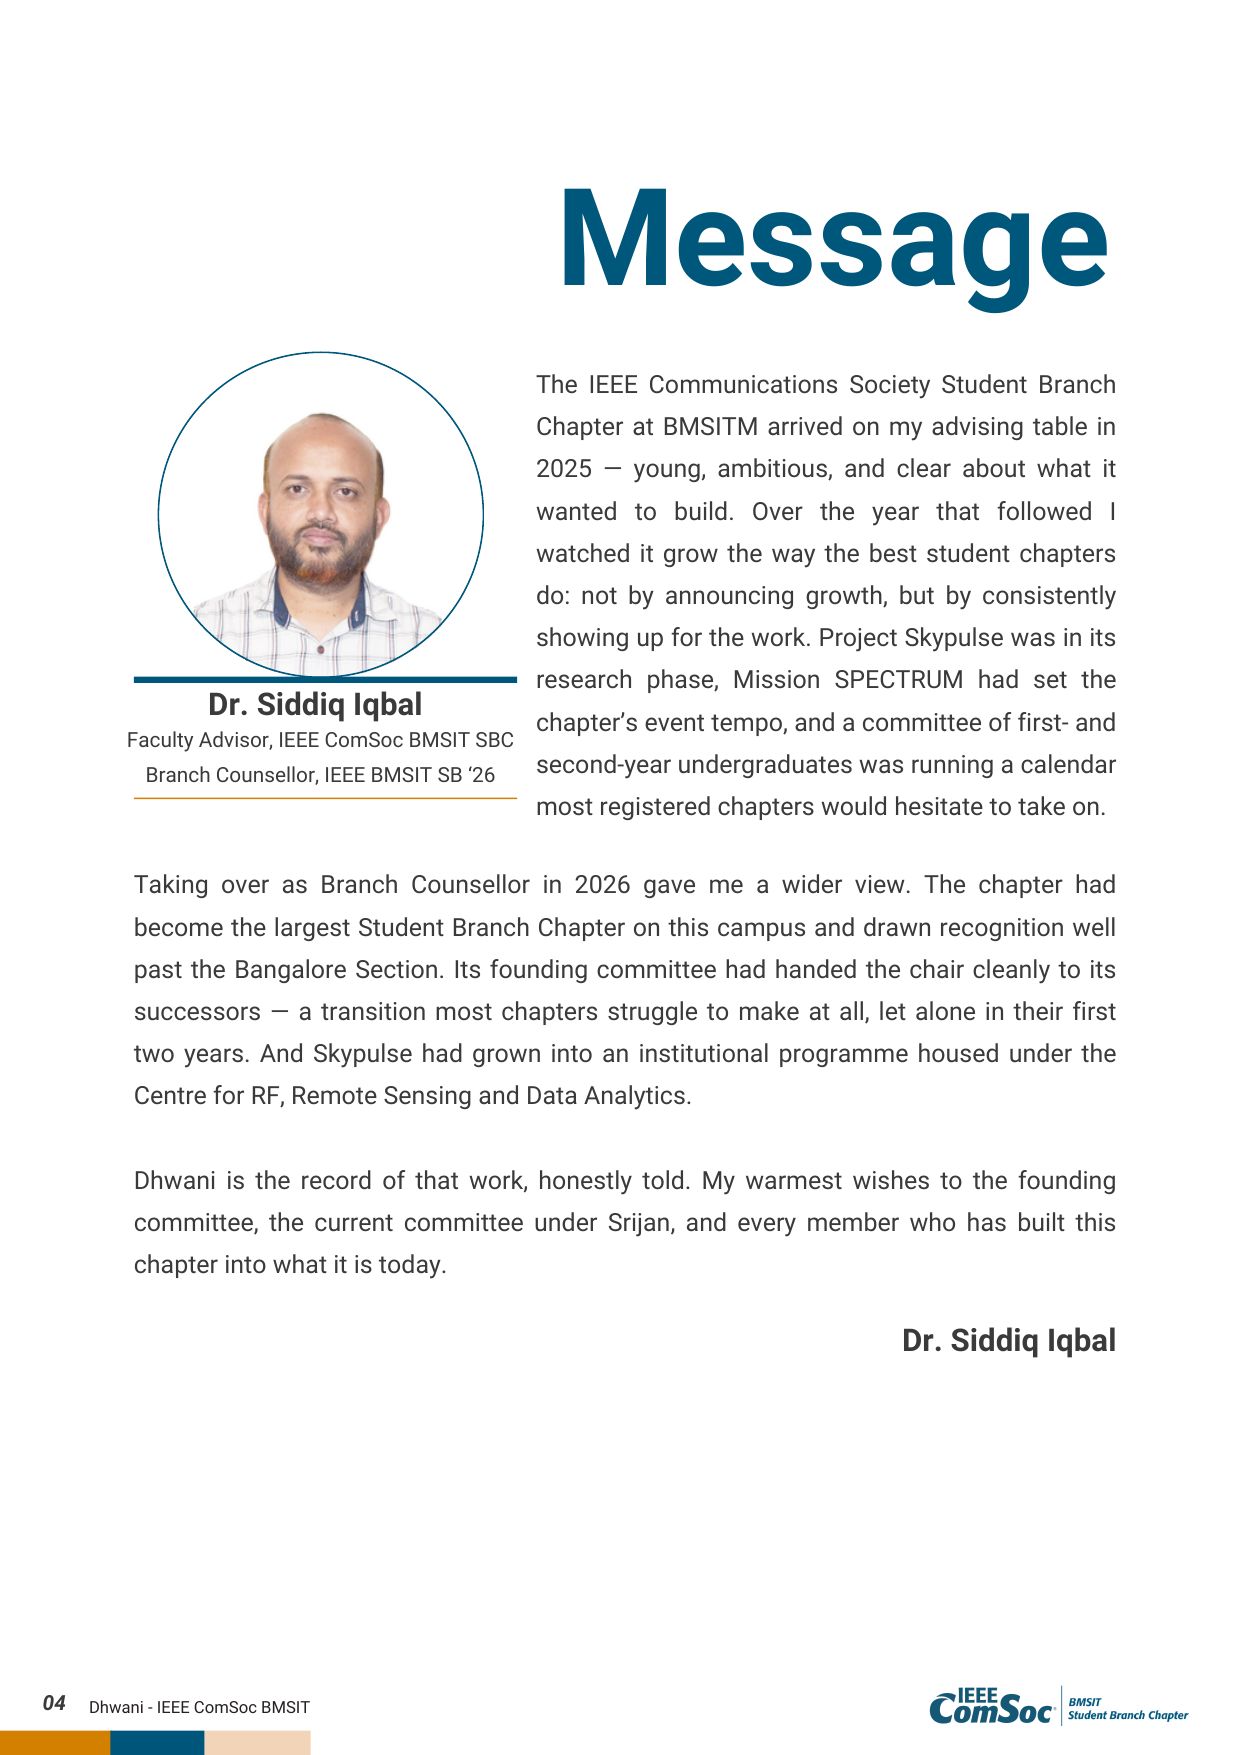 Message
The IEEE Communications Society Student Branch
Chapter at BMSITM arrived on my advising table in
2025 — young, ambitious, and clear about what it
wanted to build. Over the year that followed I
watched it grow the way the best student chapters
do: not by announcing growth, but by consistently
showing up for the work. Project Skypulse was in its
research phase, Mission SPECTRUM had set the
chapter’s event tempo, and a committee of first- and
second-year undergraduates was running a calendar
most registered chapters would hesitate to take on.
Dr. Siddiq Iqbal
Faculty Advisor, IEEE ComSoc BMSIT SBC
Branch Counsellor, IEEE BMSIT SB ‘26
Taking over as Branch Counsellor in 2026 gave me a wider view. The chapter had
become the largest Student Branch Chapter on this campus and drawn recognition well
past the Bangalore Section. Its founding committee had handed the chair cleanly to its
successors — a transition most chapters struggle to make at all, let alone in their first
two years. And Skypulse had grown into an institutional programme housed under the
Centre for RF, Remote Sensing and Data Analytics.
Dhwani is the record of that work, honestly told. My warmest wishes to the founding
committee, the current committee under Srijan, and every member who has built this
chapter into what it is today.
Dr. Siddiq Iqbal
04 Dhwani - IEEE ComSoc BMSIT
IEEE
ComSoc
BMSIT
Student Branch Chapter